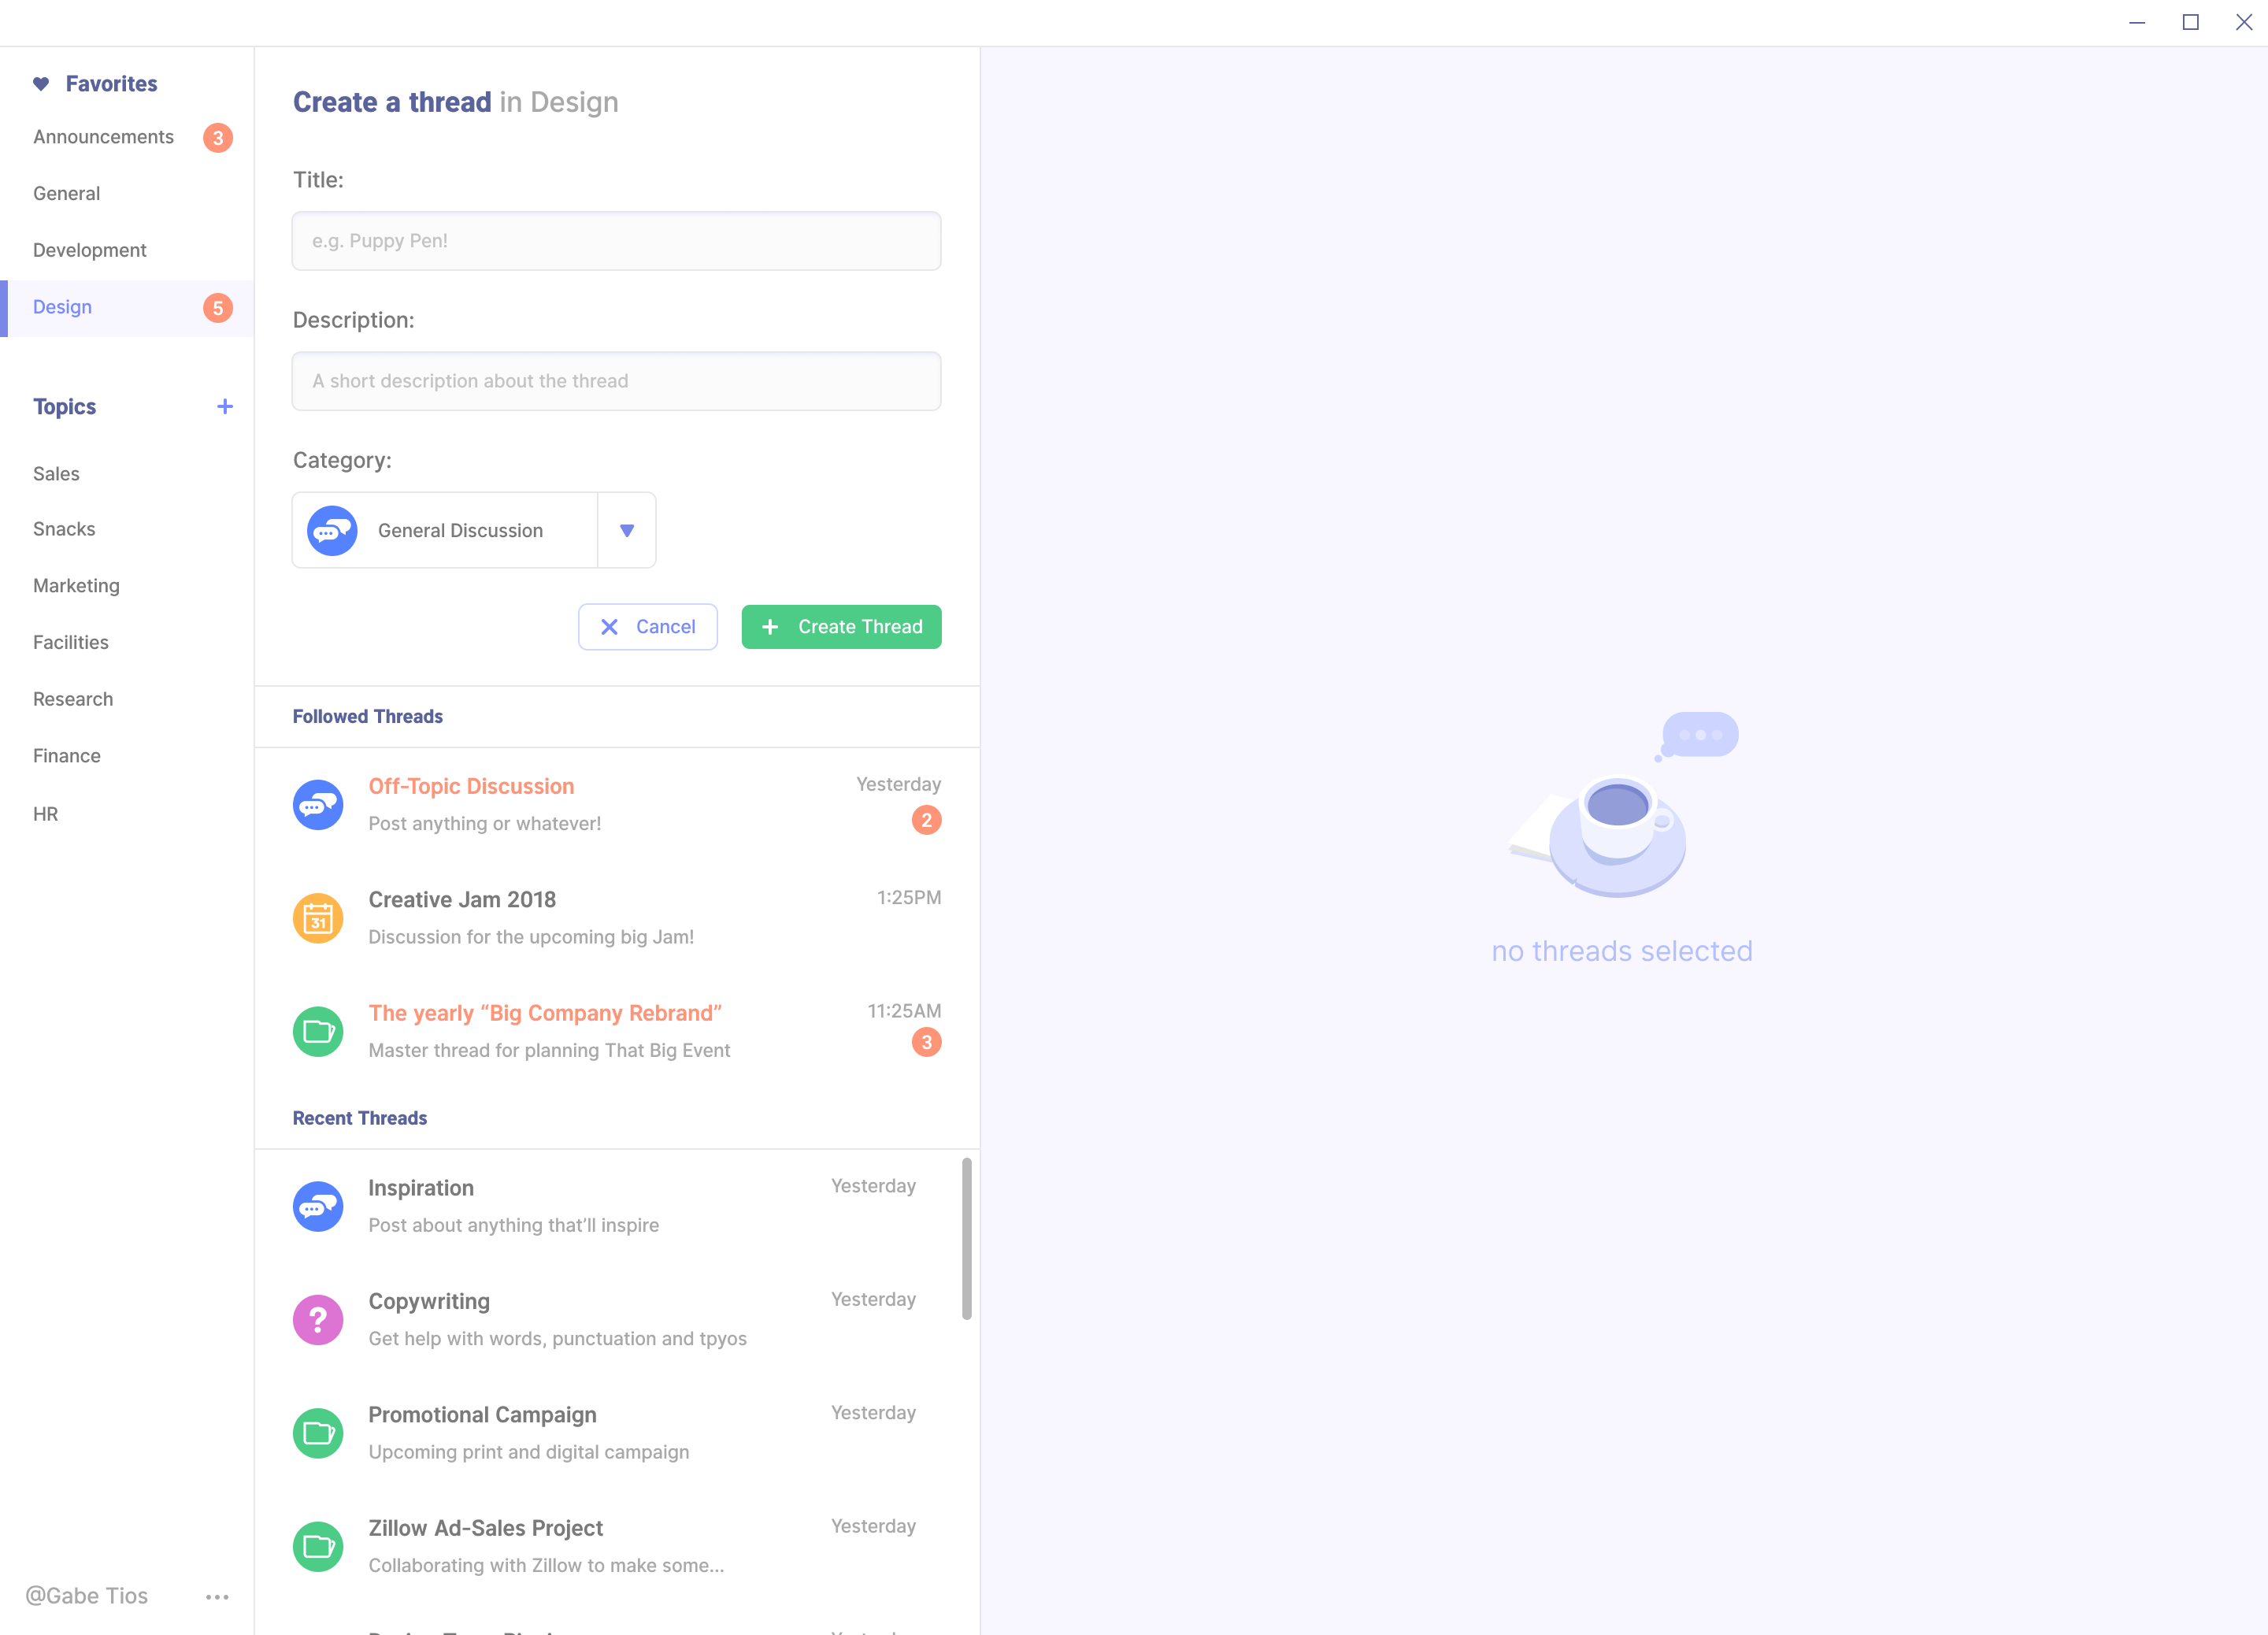 Favorites
Announcements 3
General
Development
Design 5
Topics
Sales
Snacks
Marketing
Facilities
Research
Finance
HR
@Gabe Tios
Create a thread in Design
Title:
e.g. Puppy Pen!
Description:
A short description about the thread
Category:
General Discussion
Cancel
Create Thread
Followed Threads
Off-Topic Discussion Yesterday
Post anything or whatever! 2
Creative Jam 2018 1:25PM
31
Discussion for the upcoming big Jam!
The yearly “Big Company Rebrand” 11:25AM
Master thread for planning That Big Event 3
Recent Threads
Inspiration Yesterday
Post about anything that’ll inspire
Copywriting Yesterday
?
Get help with words, punctuation and tpyos
Promotional Campaign Yesterday
Upcoming print and digital campaign
Zillow Ad-Sales Project Yesterday
Collaborating with Zillow to make some...
no threads selected